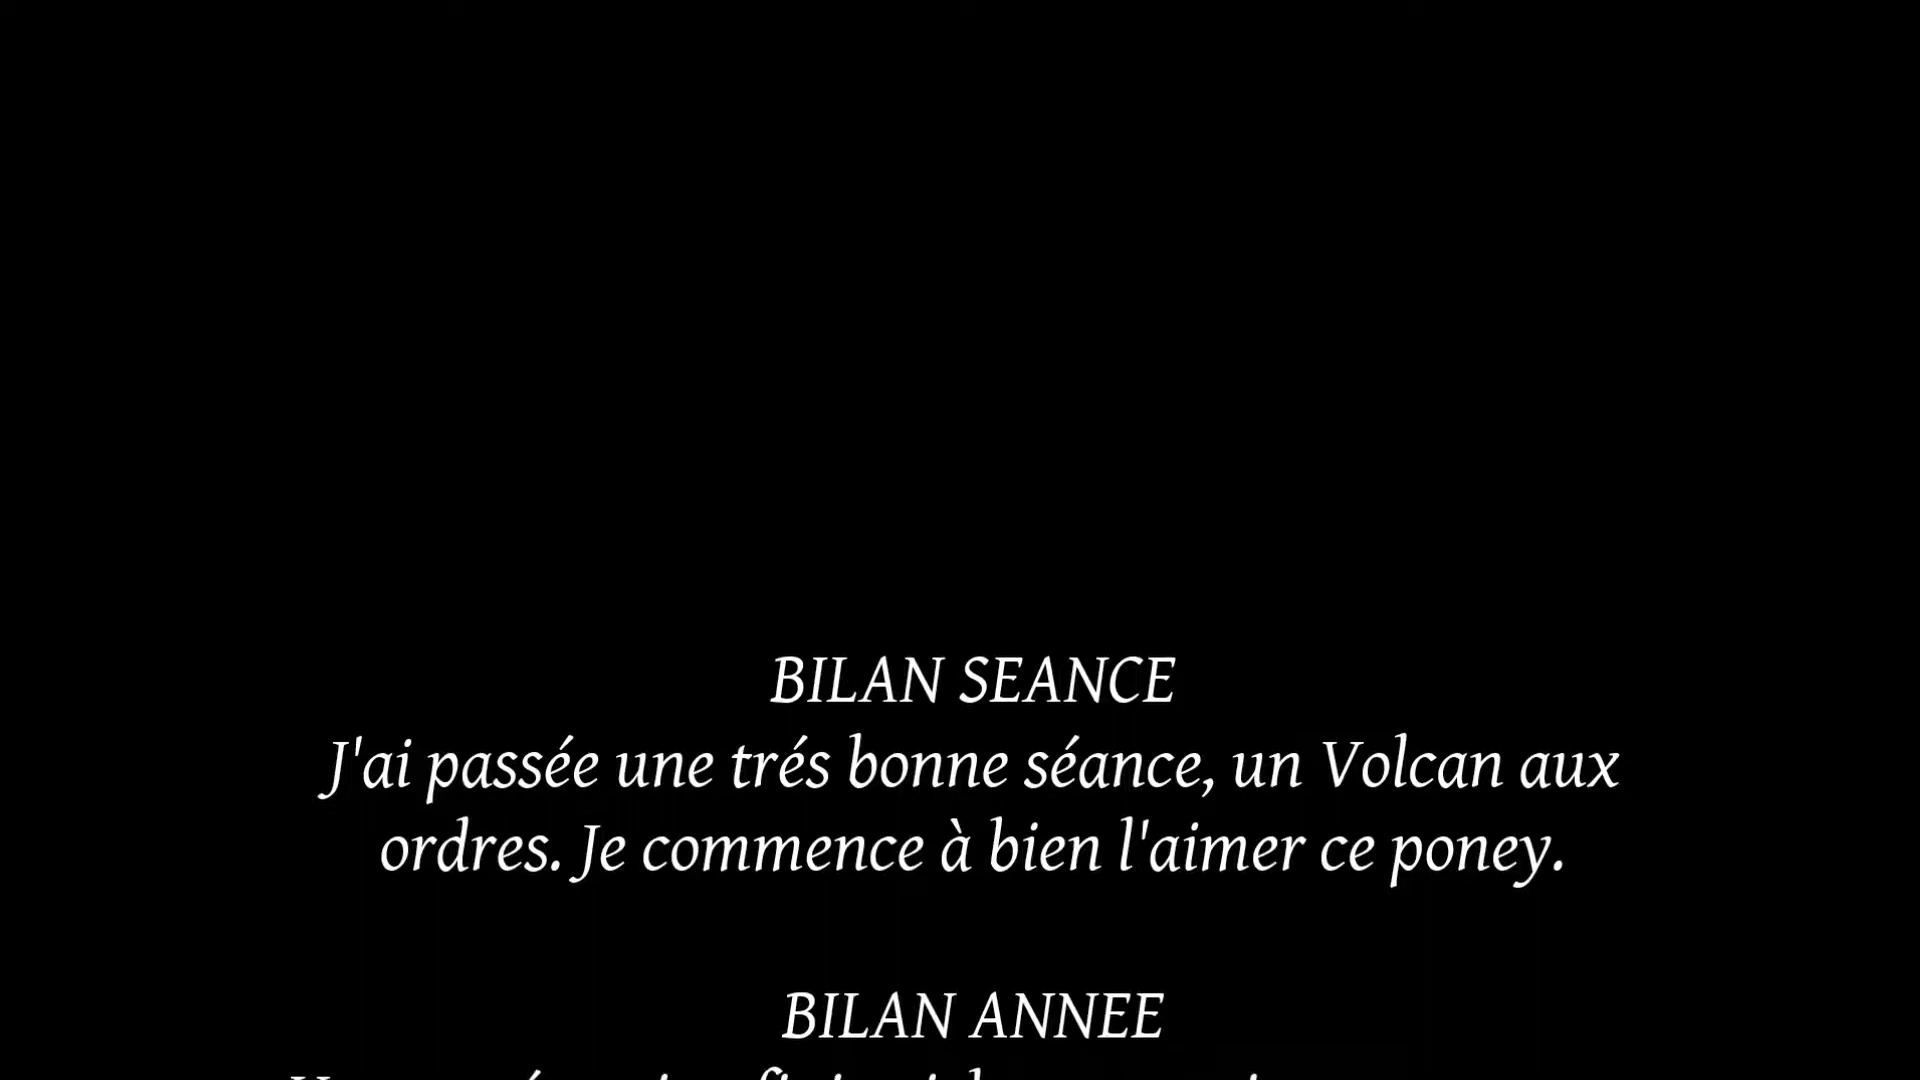 BILAN SEANCE
J'ai passée une trés bonne séance, un Volcan aux
ordres. Je commence à bien l'aimer ce poney.
BILAN ANNEE